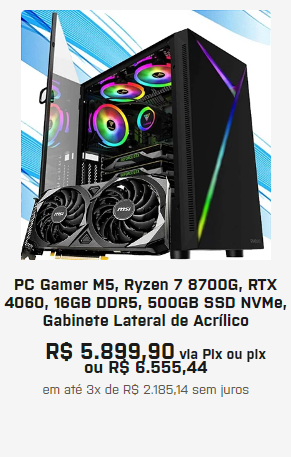 msi
PC Gamer M5, Ryzen 7 8700G, RTX
4060, 16GB DDR5, 500GB SSD NVMe,
Gabinete Lateral de Acrílico
R$ 5.899,90 via Pix ou pix
ou R$ 6.555,44
em até 3x de R$ 2.185,14 sem juros